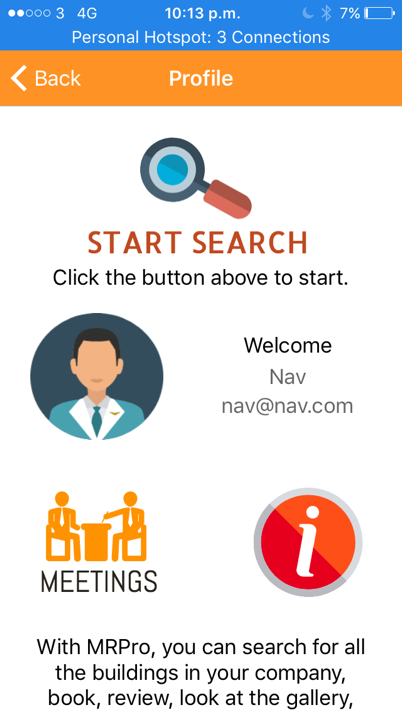 3 4G 10:13 p.m. 7%
Personal Hotspot: 3 Connections
Back Profile
START SEARCH
Click the button above to start.
Welcome
Nav
nav@nav.com
MEETINGS
i
With MRPro, you can search for all
the buildings in your company,
book, review, look at the gallery,